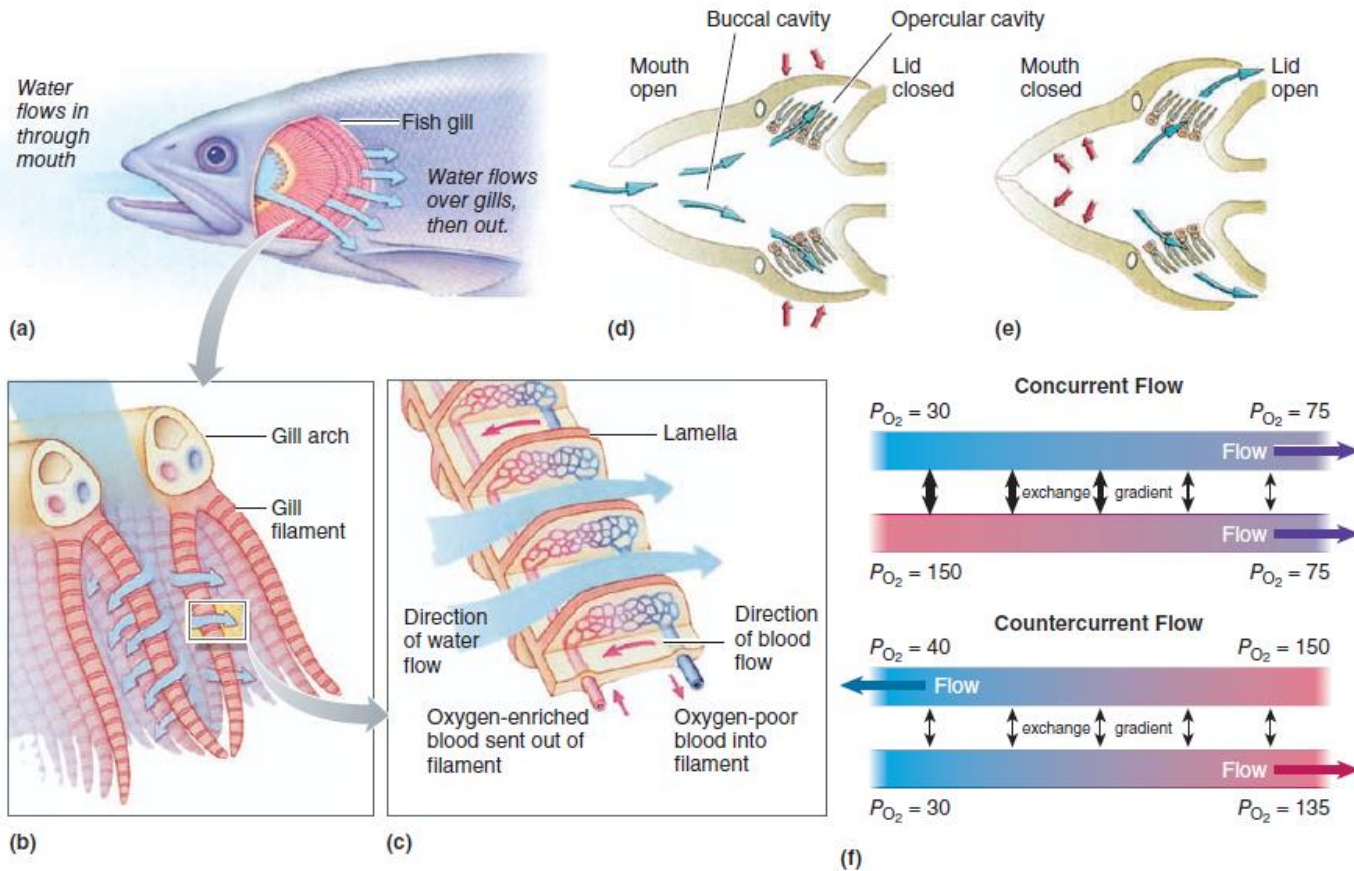 Water
flows in
through
mouth
Fish gill
Water flows
over gills,
then out.
(a)
Buccal cavity
Opercular cavity
Mouth
open
Lid
closed
(d)
Mouth
closed
Lid
open
(e)
Gill arch
Gill
filament
(b)
Lamella
Direction
of water
flow
Direction
of blood
flow
Oxygen-enriched
blood sent out of
filament
Oxygen-poor
blood into
filament
(c)
Concurrent Flow
PO2 = 30
PO2 = 75
Flow
exchange gradient
Flow
PO2 = 150
PO2 = 75
Countercurrent Flow
PO2 = 40
PO2 = 150
Flow
exchange gradient
Flow
PO2 = 30
PO2 = 135
(f)